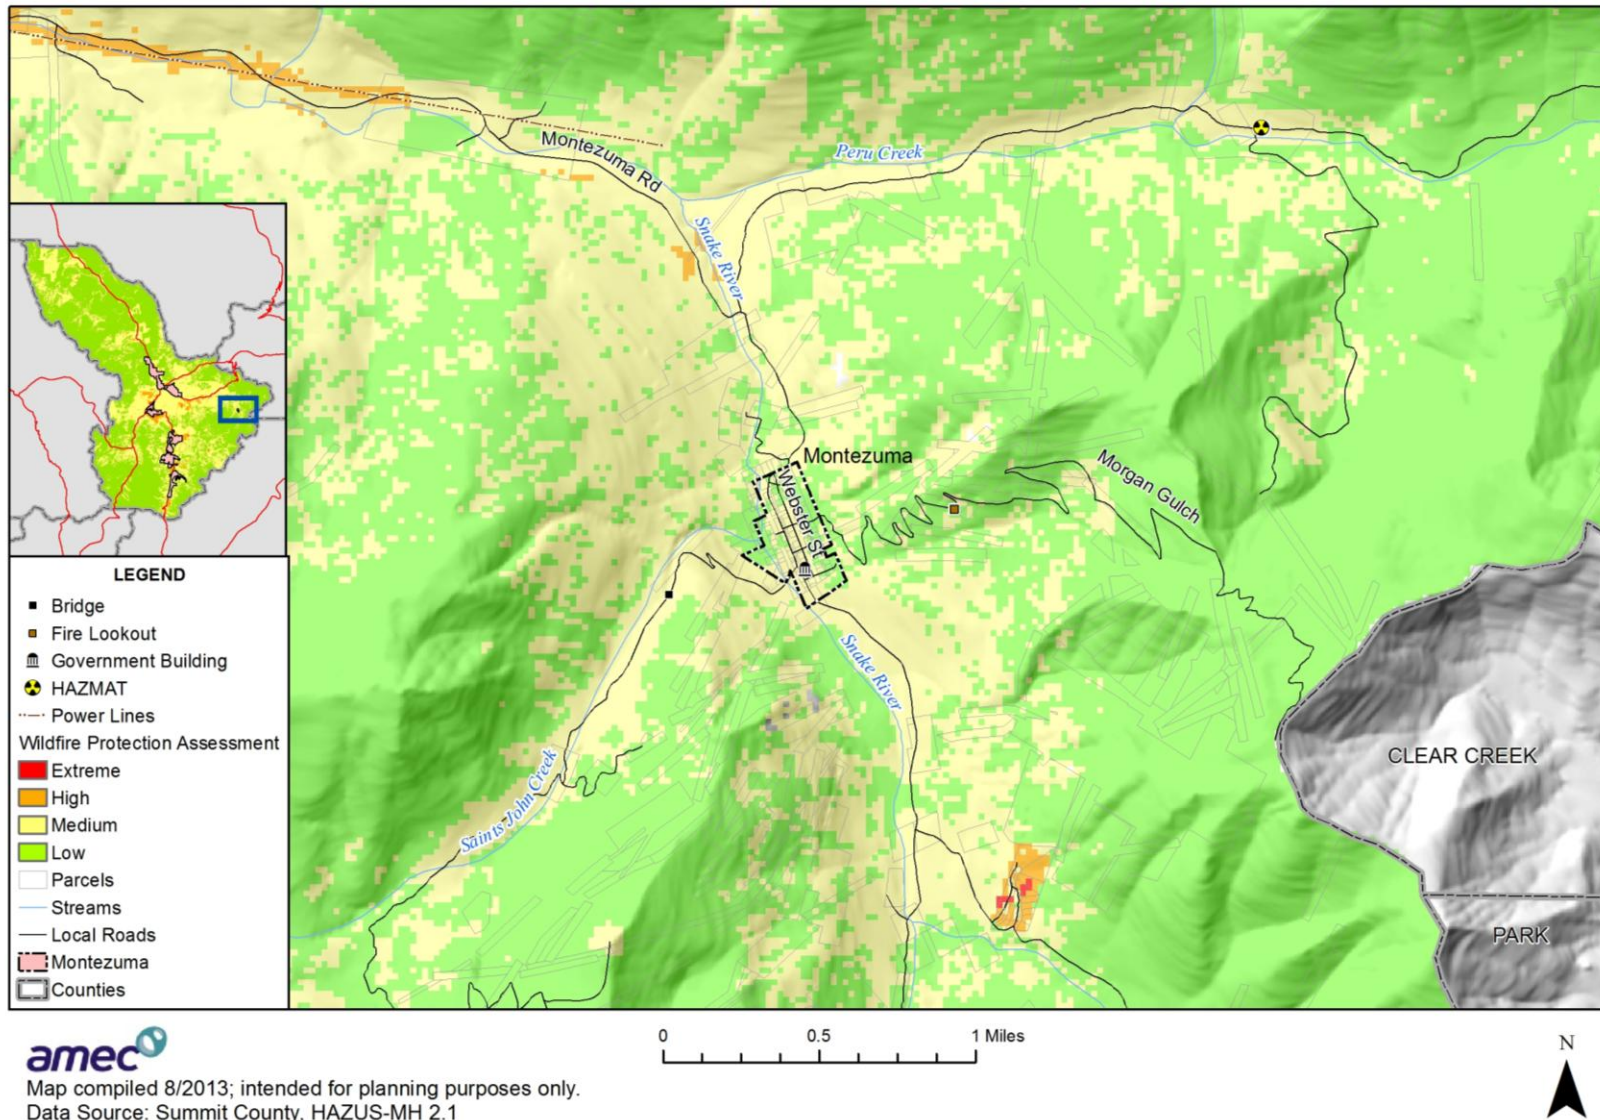 Montezuma Rd
Peru Creek
Snake River
Montezuma
Webster St
Morgan Gulch
Snake River
Saints John Creek
CLEAR CREEK
PARK
LEGEND
Bridge
Fire Lookout
Government Building
HAZMAT
Power Lines
Wildfire Protection Assessment
Extreme
High
Medium
Low
Parcels
Streams
Local Roads
Montezuma
Counties
amec
0 0.5 1 Miles
N
Map compiled 8/2013; intended for planning purposes only.
Data Source: Summit County, HAZUS-MH 2.1